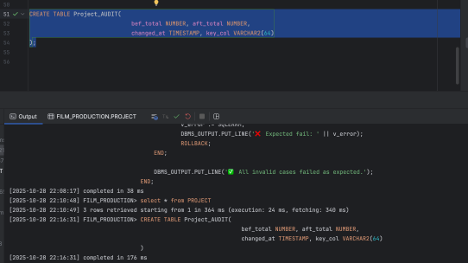 51
CREATE TABLE Project_AUDIT(
52
bef_total NUMBER, aft_total NUMBER,
53
changed_at TIMESTAMP, key_col VARCHAR2(64)
54
);
55
56
Output
FILM_PRODUCTION.PROJECT
DBMS_OUTPUT.PUT_LINE('❌ Expected fail: ' || v_error);
ROLLBACK;
END;
DBMS_OUTPUT.PUT_LINE('✅ All invalid cases failed as expected.');
END;
[2025-10-28 22:08:17] completed in 38 ms
[2025-10-28 22:10:48] FILM_PRODUCTION> select * from PROJECT
[2025-10-28 22:10:49] 3 rows retrieved starting from 1 in 364 ms (execution: 24 ms, fetching: 340 ms)
[2025-10-28 22:16:31] FILM_PRODUCTION> CREATE TABLE Project_AUDIT(
bef_total NUMBER, aft_total NUMBER,
changed_at TIMESTAMP, key_col VARCHAR2(64)
)
[2025-10-28 22:16:31] completed in 176 ms